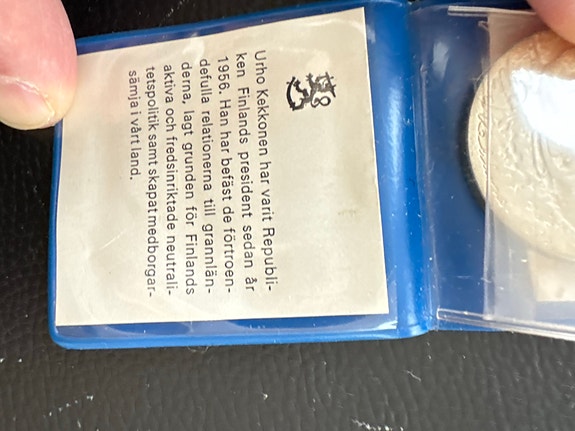 Urho Kekkonen har varit Republi-
ken Finlands president sedan år
1956. Han har befäst de förtroen-
defulla relationerna till grannlän-
derna, lagt grunden för Finlands
aktiva och fredsinriktade neutrali-
tetspolitik samt skapat medborgar-
sämja i vårt land.